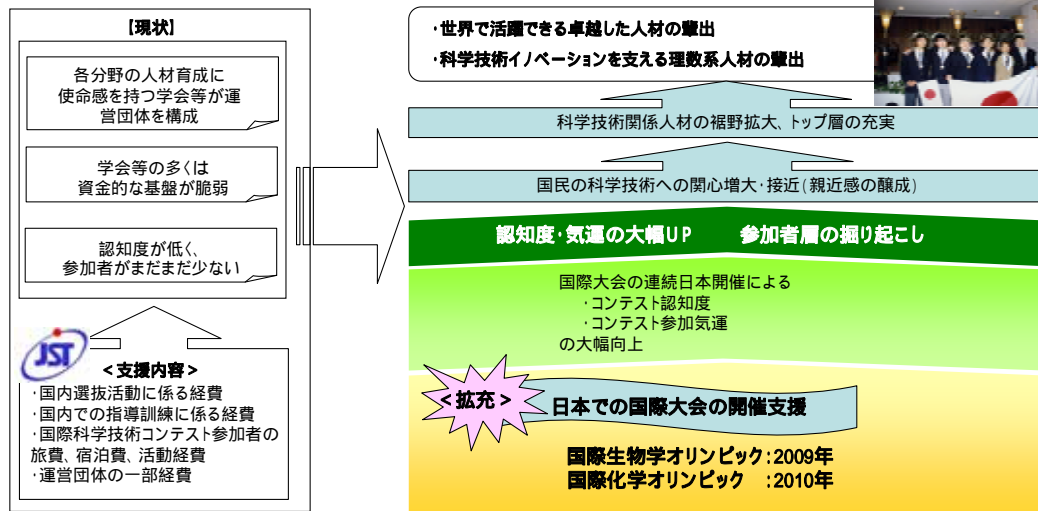 【現状】
各分野の人材育成に
使命感を持つ学会等が運
営団体を構成
学会等の多くは
資金的な基盤が脆弱
認知度が低く、
参加者がまだまだ少ない
JST
<支援内容>
・国内選抜活動に係る経費
・国内での指導訓練に係る経費
・国際科学技術コンテスト参加者の
旅費、宿泊費、活動経費
・運営団体の一部経費
・世界で活躍できる卓越した人材の輩出
・科学技術イノベーションを支える理数系人材の輩出
科学技術関係人材の裾野拡大、トップ層の充実
国民の科学技術への関心増大・接近(親近感の醸成)
認知度・気運の大幅UP 参加者層の掘り起こし
国際大会の連続日本開催による
・コンテスト認知度
・コンテスト参加気運
の大幅向上
<拡充>
日本での国際大会の開催支援
国際生物学オリンピック:2009年
国際化学オリンピック :2010年